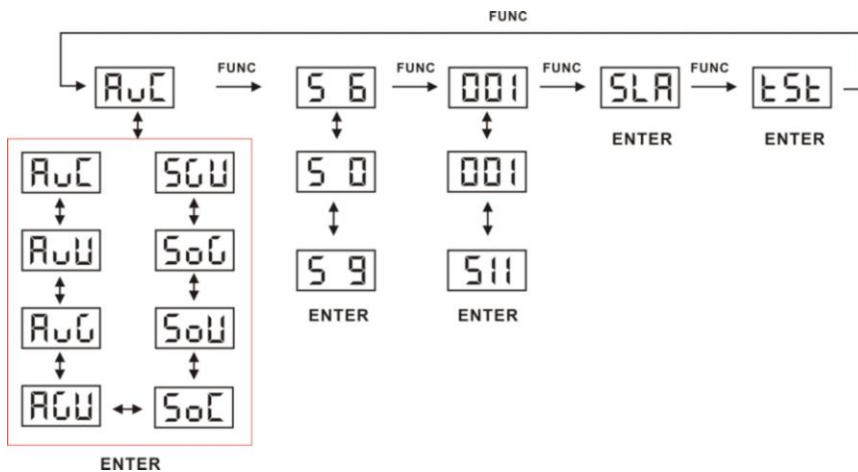 FUNC
AuC FUNC S 6 FUNC 001 FUNC SLA FUNC tSt
ENTER ENTER
AuC SGU S 0 001
AuU SoG
S 9 S11
AuG SoU ENTER ENTER
AGU SoC
ENTER